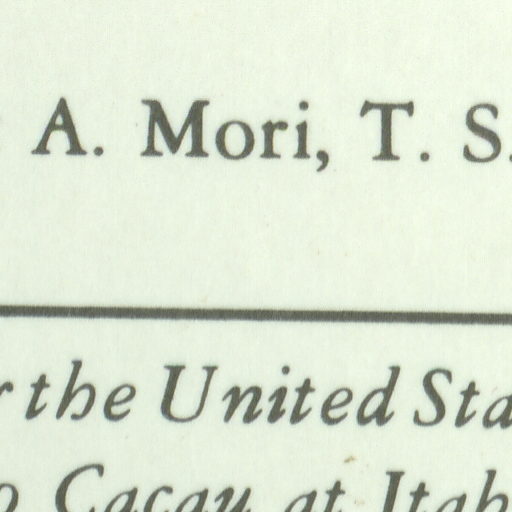 A. Mori, T. S.
r the United Sta
o Cacau at Itab